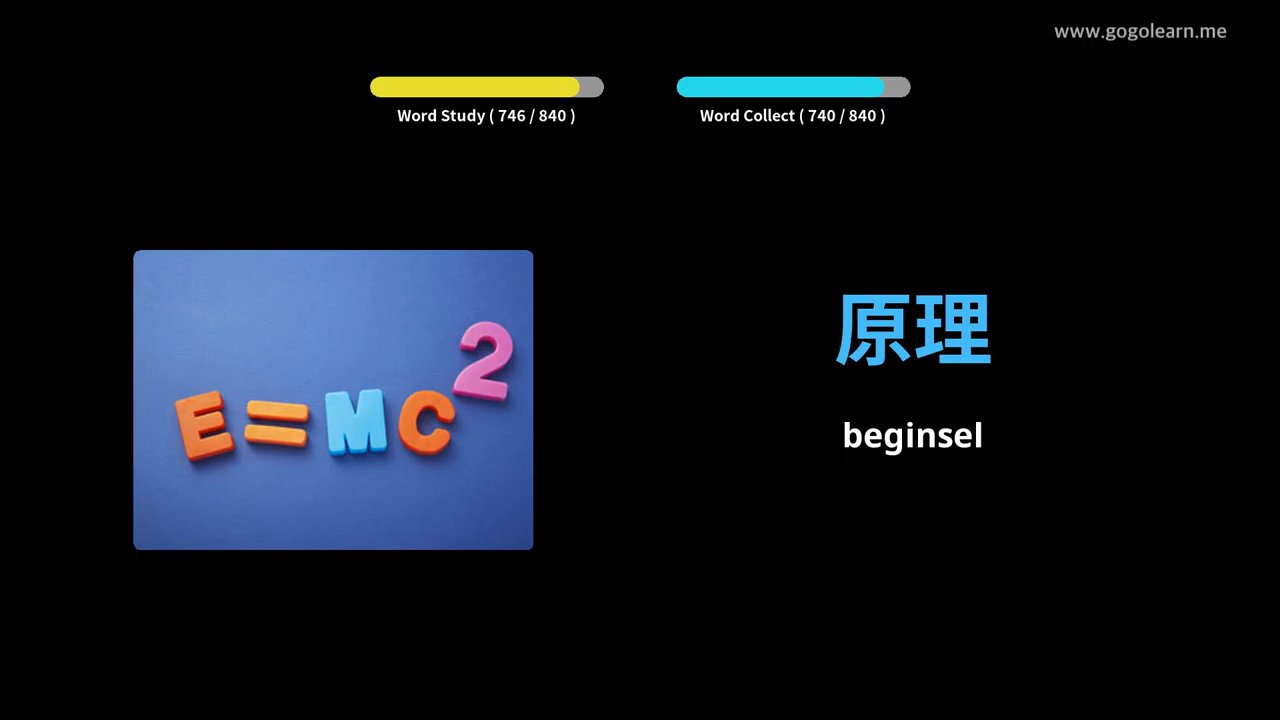 www.gogolearn.me
Word Study ( 746 / 840 )
Word Collect ( 740 / 840 )
E=MC²
原理
beginsel